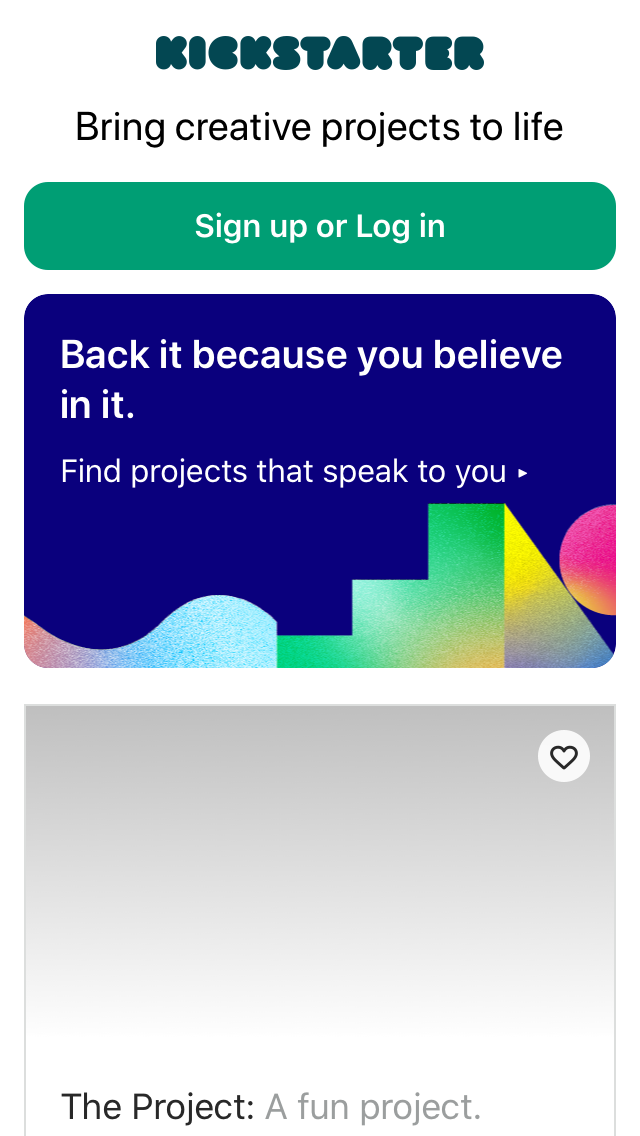 KICKSTARTER
Bring creative projects to life
Sign up or Log in
Back it because you believe
in it.
Find projects that speak to you ▸
The Project: A fun project.